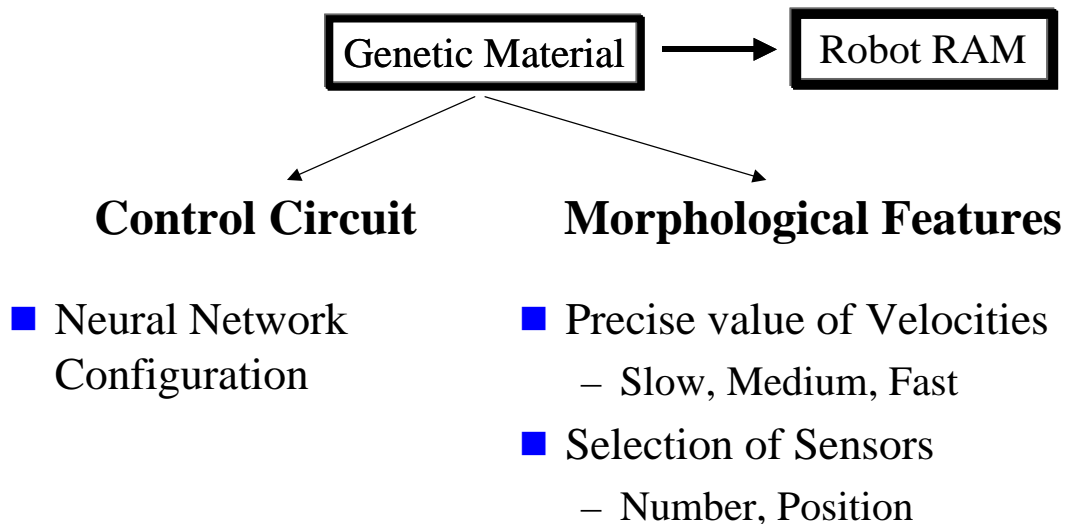 Genetic Material
Robot RAM
Control Circuit
Morphological Features
Neural Network
Configuration
Precise value of Velocities
– Slow, Medium, Fast
Selection of Sensors
– Number, Position